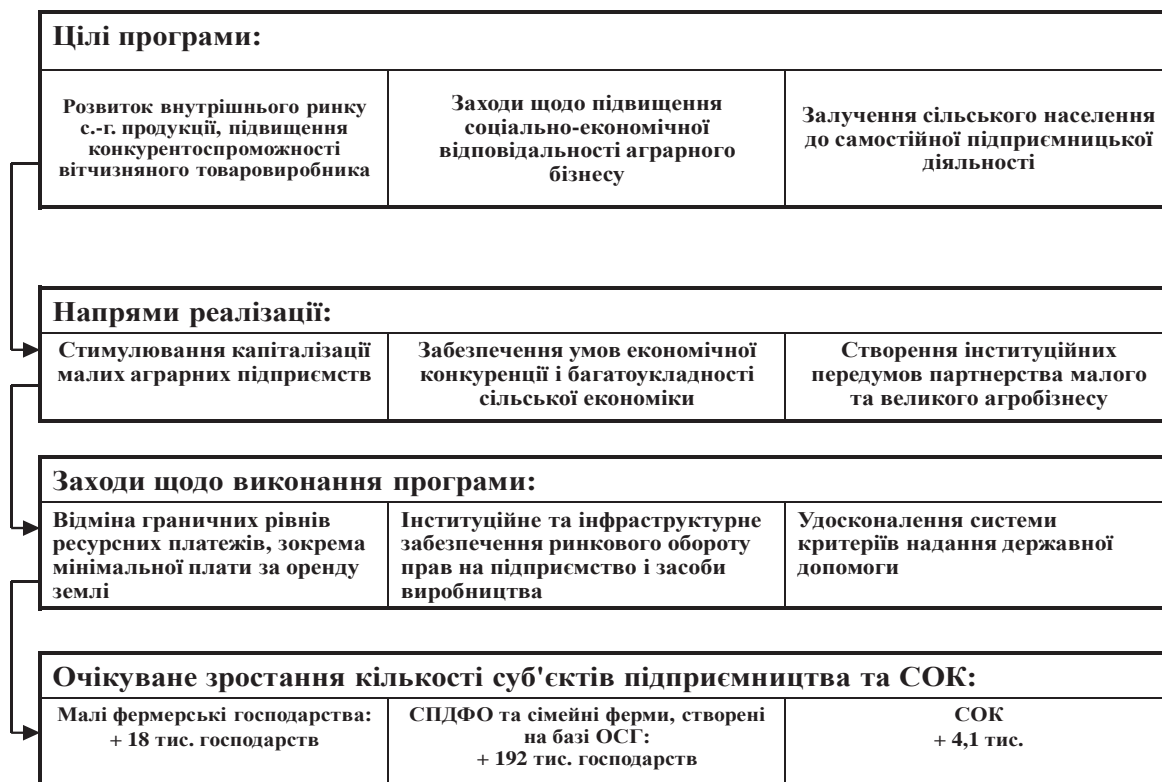 Цілі програми:
Розвиток внутрішнього ринку
с.-г. продукції, підвищення
конкурентоспроможності
вітчизняного товаровиробника
Заходи щодо підвищення
соціально-економічної
відповідальності аграрного
бізнесу
Залучення сільського населення
до самостійної підприємницької
діяльності
Напрями реалізації:
Стимулювання капіталізації
малих аграрних підприємств
Забезпечення умов економічної
конкуренції і багатоукладності
сільської економіки
Створення інституційних
передумов партнерства малого
та великого агробізнесу
Заходи щодо виконання програми:
Відміна граничних рівнів
ресурсних платежів, зокрема
мінімальної плати за оренду
землі
Інституційне та інфраструктурне
забезпечення ринкового обороту
прав на підприємство і засоби
виробництва
Удосконалення системи
критеріїв надання державної
допомоги
Очікуване зростання кількості суб'єктів підприємництва та СОК:
Малі фермерські господарства:
+ 18 тис. господарств
СПДФО та сімейні ферми, створені
на базі ОСГ:
+ 192 тис. господарств
СОК
+ 4,1 тис.